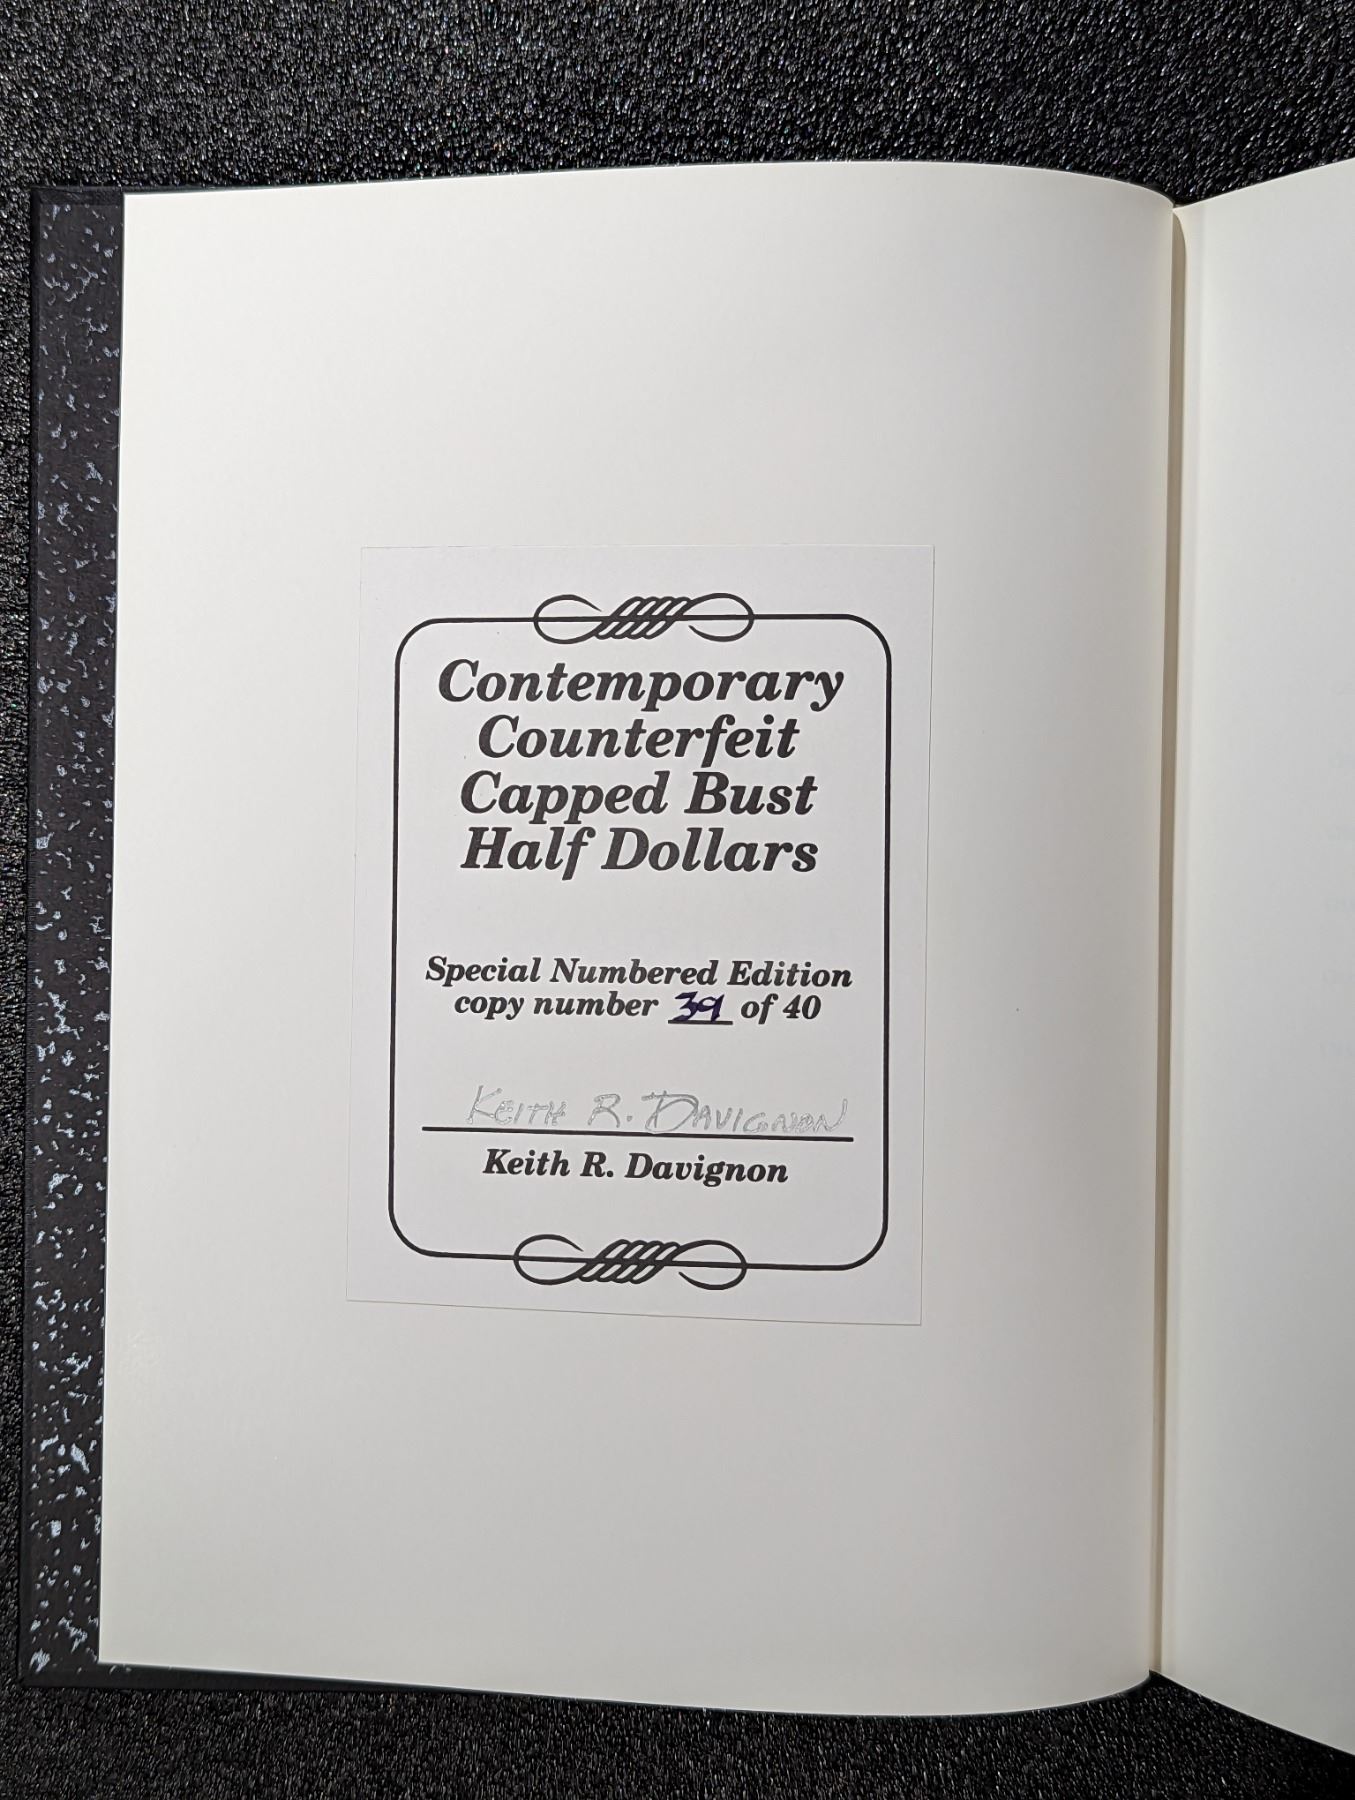 Contemporary
Counterfeit
Capped Bust
Half Dollars
Special Numbered Edition
copy number 39 of 40
KEITH R. DAVIGNON
Keith R. Davignon